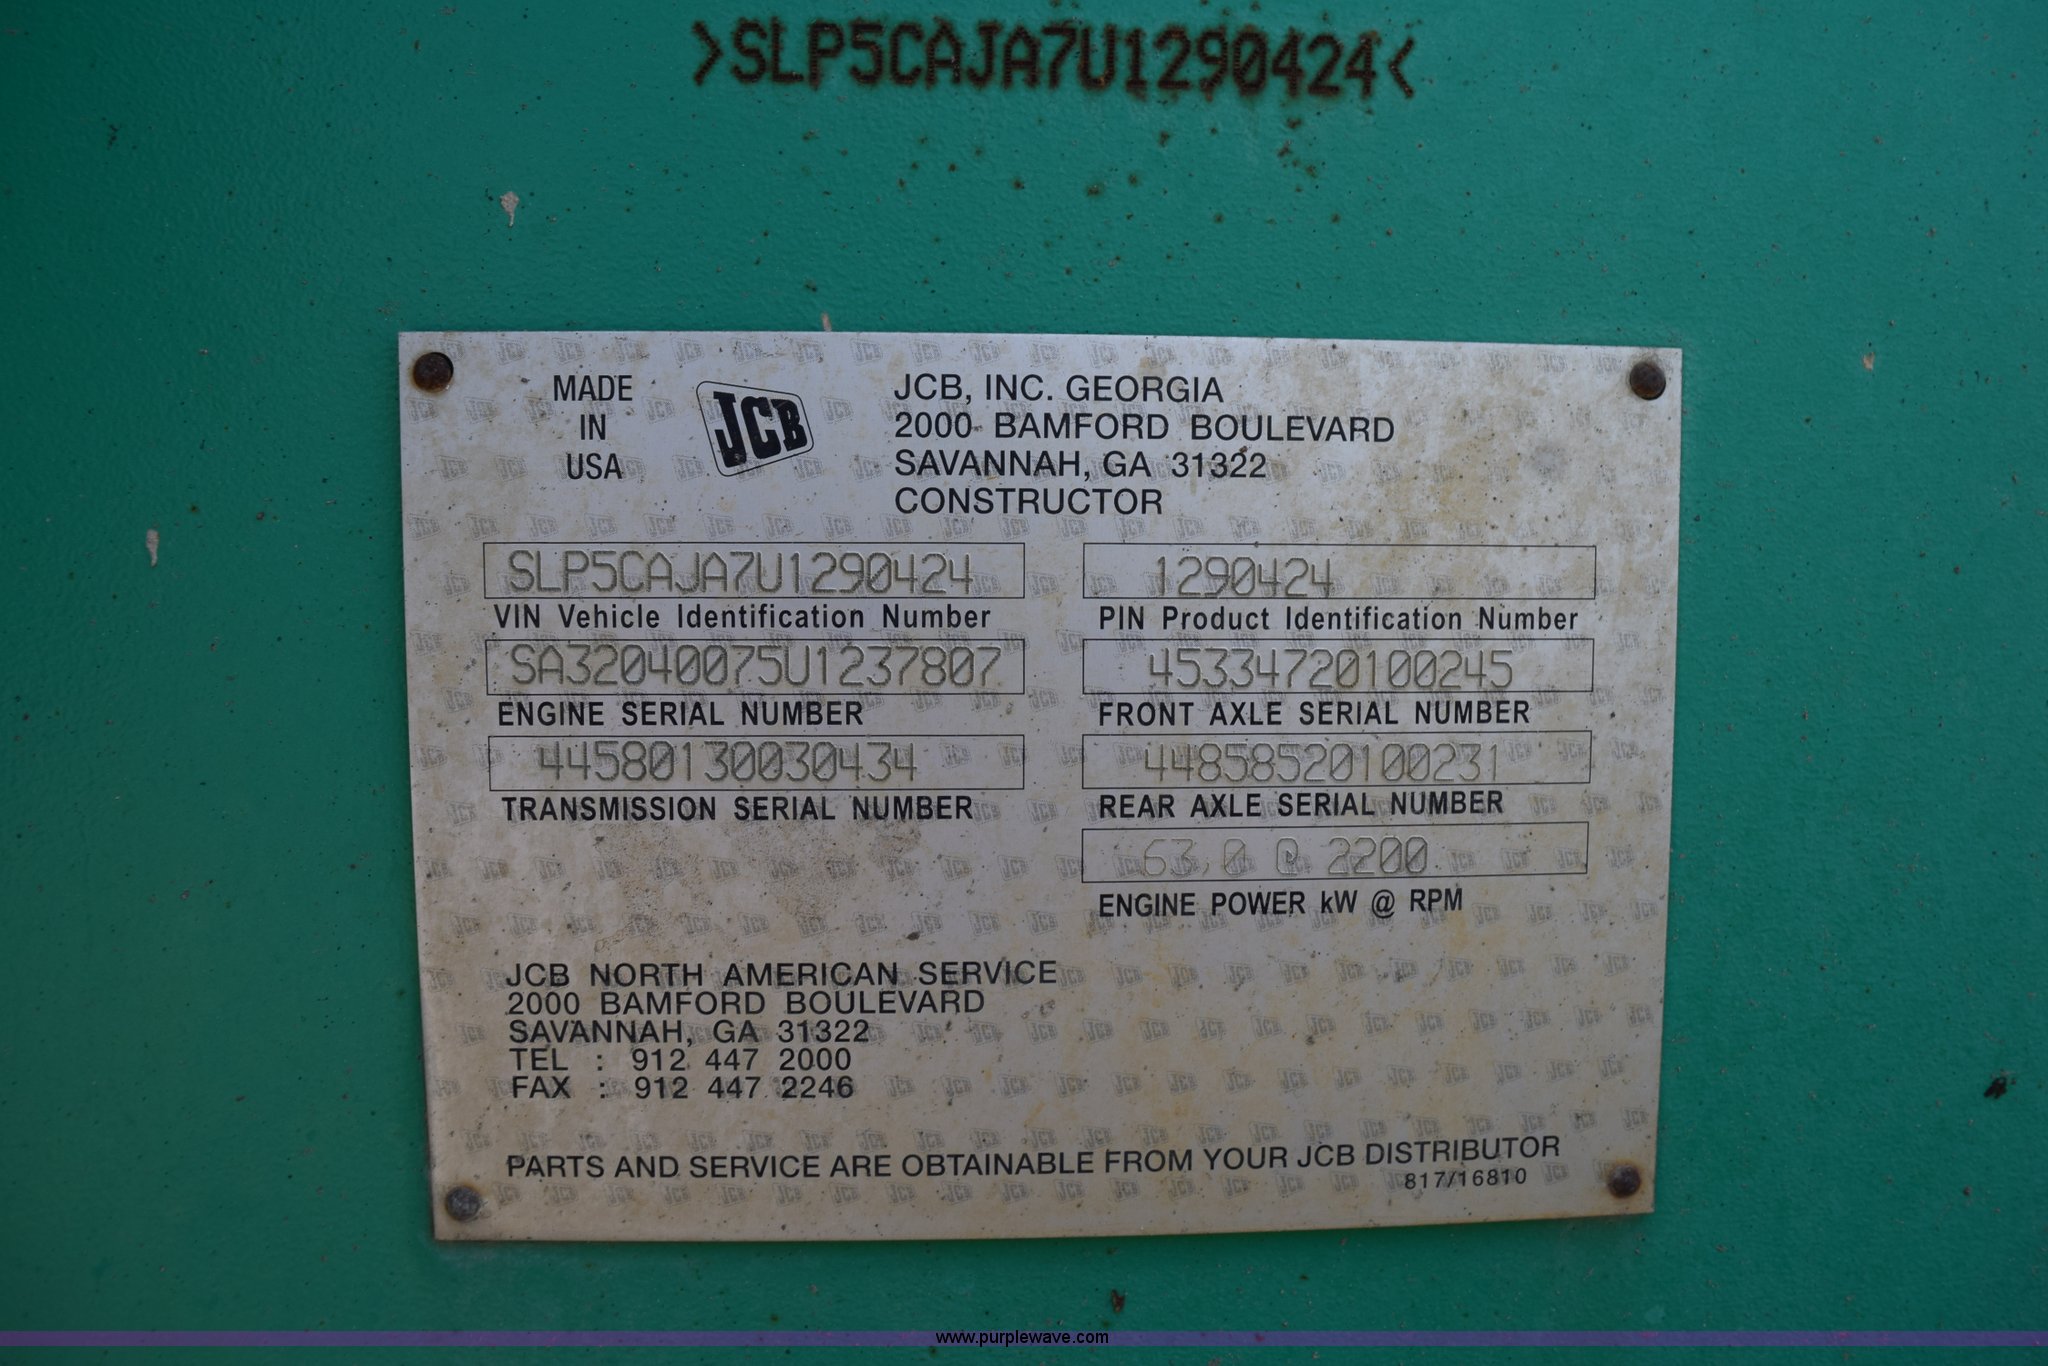 >SLP5CAJA7U1290424<
MADE
IN
USA
JCB
JCB, INC. GEORGIA
2000 BAMFORD BOULEVARD
SAVANNAH, GA 31322
CONSTRUCTOR
SLP5CAJA7U1290424
VIN Vehicle Identification Number
1290424
PIN Product Identification Number
SA32040075U1237807
ENGINE SERIAL NUMBER
45334720100245
FRONT AXLE SERIAL NUMBER
44580130030434
TRANSMISSION SERIAL NUMBER
44858520100231
REAR AXLE SERIAL NUMBER
63,0 @ 2200
ENGINE POWER kW @ RPM
JCB NORTH AMERICAN SERVICE
2000 BAMFORD BOULEVARD
SAVANNAH, GA 31322
TEL : 912 447 2000
FAX : 912 447 2246
PARTS AND SERVICE ARE OBTAINABLE FROM YOUR JCB DISTRIBUTOR
817/16810
www.purplewave.com